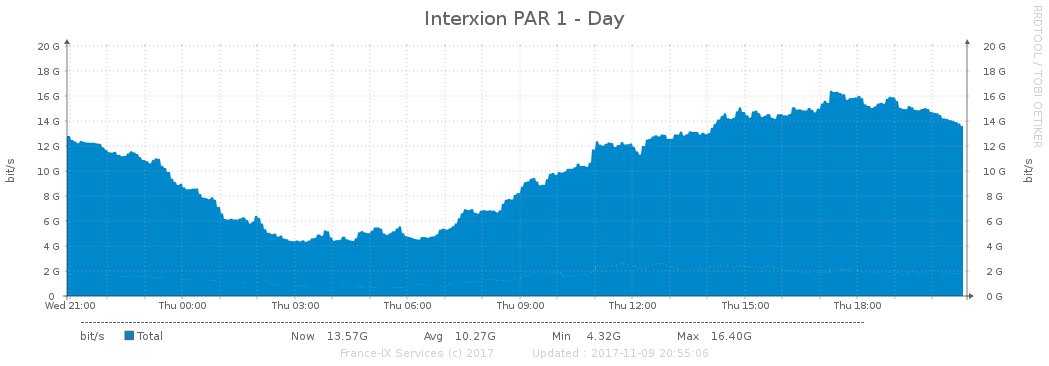 Interxion PAR 1 - Day
RRDTOOL / TOBI OETIKER
20 G 20 G
18 G 18 G
16 G 16 G
14 G 14 G
12 G 12 G
10 G 10 G
8 G 8 G
6 G 6 G
4 G 4 G
2 G 2 G
0 0 G
bit/s bit/s
Wed 21:00 Thu 00:00 Thu 03:00 Thu 06:00 Thu 09:00 Thu 12:00 Thu 15:00 Thu 18:00
bit/s Total Now 13.57G Avg 10.27G Min 4.32G Max 16.40G
France-IX Services (c) 2017 Updated : 2017-11-09 20:55:06